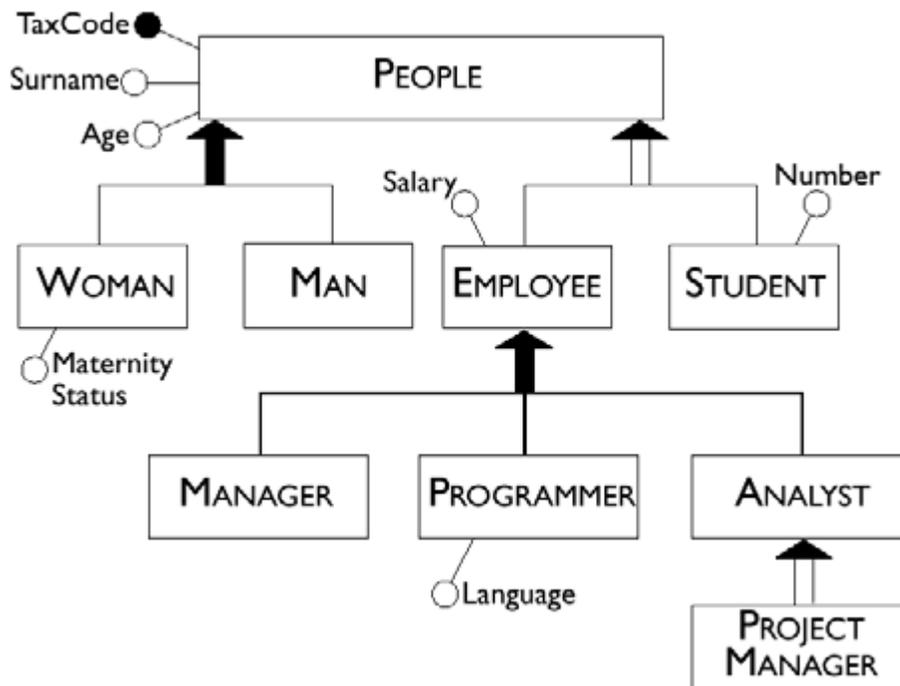 TaxCode
PEOPLE
Surname
Age
Salary
Number
WOMAN
MAN
EMPLOYEE
STUDENT
Maternity
Status
MANAGER
PROGRAMMER
ANALYST
Language
PROJECT
MANAGER